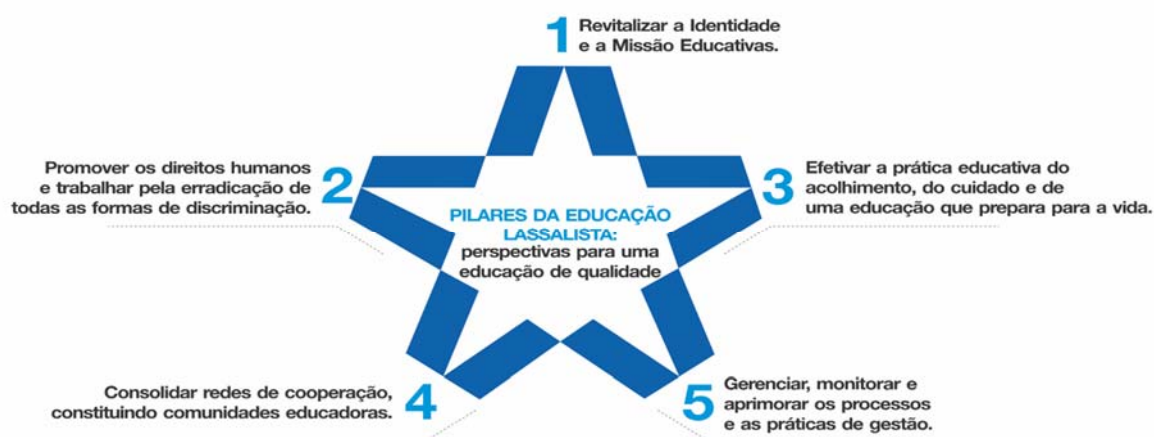 1 Revitalizar a Identidade
e a Missão Educativas.
Promover os direitos humanos
e trabalhar pela erradicação de
todas as formas de discriminação.
2
3 Efetivar a prática educativa do
acolhimento, do cuidado e de
uma educação que prepara para a vida.
PILARES DA EDUCAÇÃO
LASSALISTA:
perspectivas para uma
educação de qualidade
Consolidar redes de cooperação,
constituindo comunidades educadoras.
4
5 Gerenciar, monitorar e
aprimorar os processos
e as práticas de gestão.